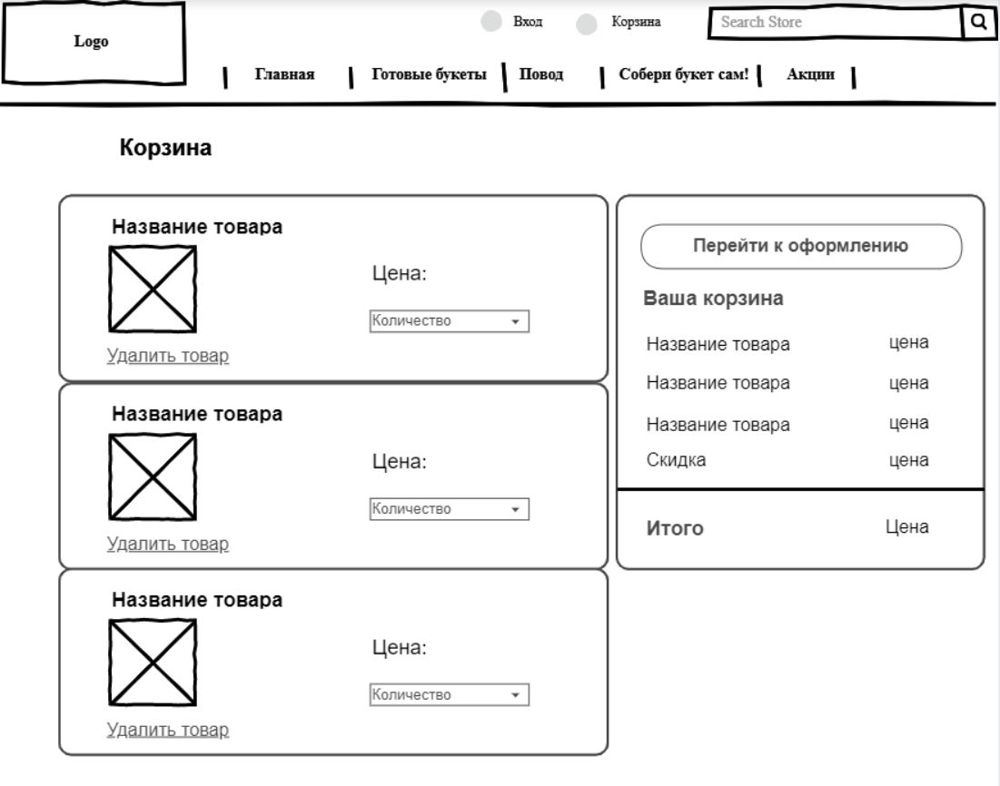 Logo
Вход
Корзина
Search Store
Главная
Готовые букеты
Повод
Собери букет сам!
Акции
Корзина
Название товара
Цена:
Количество
Удалить товар
Название товара
Цена:
Количество
Удалить товар
Название товара
Цена:
Количество
Удалить товар
Перейти к оформлению
Ваша корзина
Название товара цена
Название товара цена
Название товара цена
Скидка цена
Итого Цена